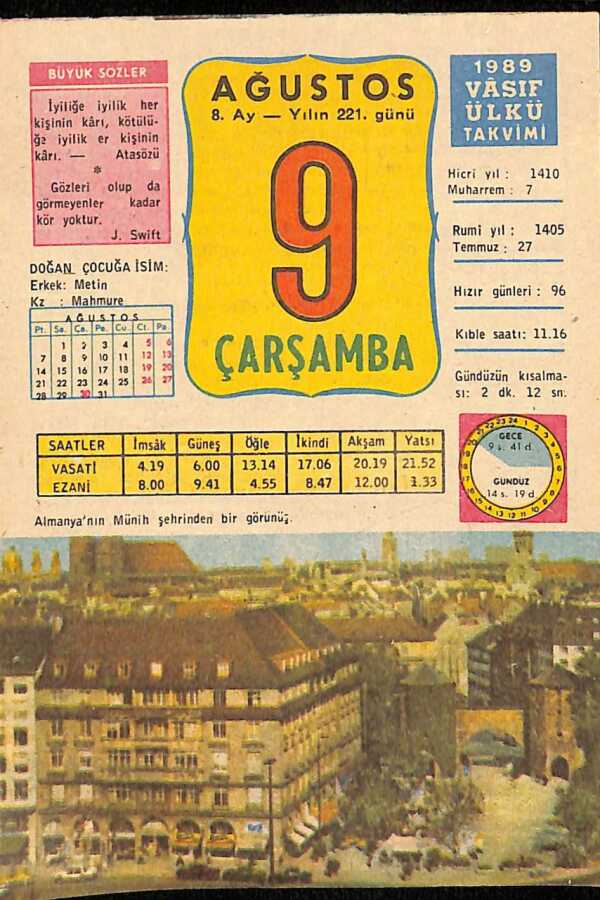 BÜYÜK SÖZLER
İyiliğe iyilik her
kişinin kârı, kötülü-
ğe iyilik er kişinin
kârı. — Atasözü
*
Gözleri olup da
görmeyenler kadar
kör yoktur.
J. Swift
DOĞAN ÇOCUĞA İSİM:
Erkek: Metin
Kz : Mahmure
AĞUSTOS
Pt. Sa. Ça. Pe. Cu. Ct. Pa.
1 2 3 4 5 6
7 8 9 10 11 12 13
14 15 16 17 18 19 20
21 22 23 24 25 26 27
28 29 30 31
AĞUSTOS
8. Ay — Yılın 221. günü
9
ÇARŞAMBA
1989
VÂSIF
ÜLKÜ
TAKVİMİ
Hicrî yıl : 1410
Muharrem : 7
Rumî yıl : 1405
Temmuz : 27
Hızır günleri : 96
Kıble saati: 11.16
Gündüzün kısalma-
sı: 2 dk. 12 sn.
SAATLER İmsâk Güneş Öğle İkindi Akşam Yatsı
VASATİ 4.19 6.00 13.14 17.06 20.19 21.52
EZANİ 8.00 9.41 4.55 8.47 12.00 1.33
GECE
9 s. 41 d.
GÜNDÜZ
14 s. 19 d.
Almanya'nın Münih şehrinden bir görünüş.